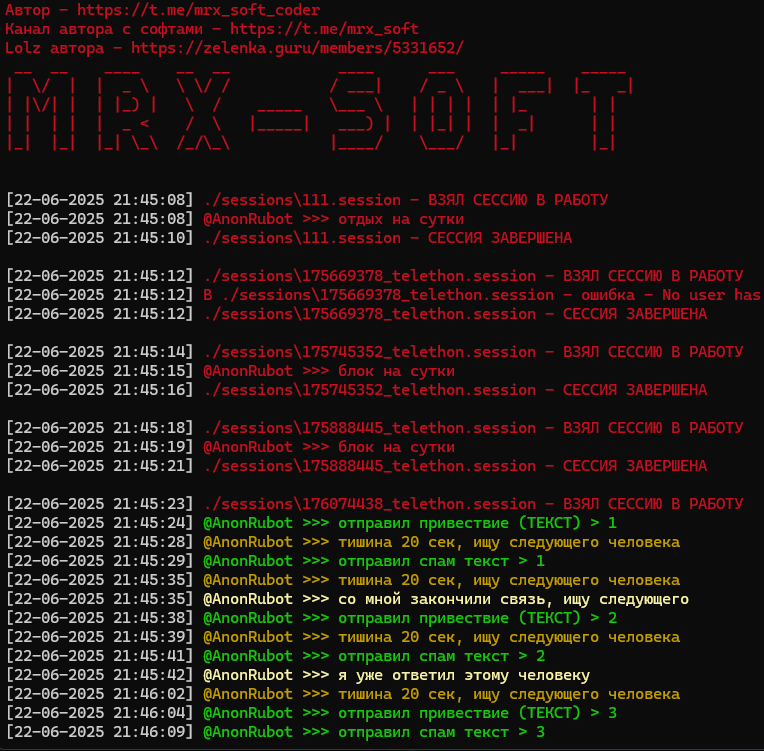 Автор - https://t.me/mrx_soft_coder
Канал автора с софтами - https://t.me/mrx_soft
Lolz автора - https://zelenka.guru/members/5331652/
MRX-SOFT
[22-06-2025 21:45:08] ./sessions\111.session - ВЗЯЛ СЕССИЮ В РАБОТУ
[22-06-2025 21:45:08] @AnonRubot >>> отдых на сутки
[22-06-2025 21:45:10] ./sessions\111.session - СЕССИЯ ЗАВЕРШЕНА
[22-06-2025 21:45:12] ./sessions\175669378_telethon.session - ВЗЯЛ СЕССИЮ В РАБОТУ
[22-06-2025 21:45:12] В ./sessions\175669378_telethon.session - ошибка - No user has
[22-06-2025 21:45:12] ./sessions\175669378_telethon.session - СЕССИЯ ЗАВЕРШЕНА
[22-06-2025 21:45:14] ./sessions\175745352_telethon.session - ВЗЯЛ СЕССИЮ В РАБОТУ
[22-06-2025 21:45:15] @AnonRubot >>> блок на сутки
[22-06-2025 21:45:16] ./sessions\175745352_telethon.session - СЕССИЯ ЗАВЕРШЕНА
[22-06-2025 21:45:18] ./sessions\175888445_telethon.session - ВЗЯЛ СЕССИЮ В РАБОТУ
[22-06-2025 21:45:19] @AnonRubot >>> блок на сутки
[22-06-2025 21:45:21] ./sessions\175888445_telethon.session - СЕССИЯ ЗАВЕРШЕНА
[22-06-2025 21:45:23] ./sessions\176074438_telethon.session - ВЗЯЛ СЕССИЮ В РАБОТУ
[22-06-2025 21:45:24] @AnonRubot >>> отправил привествие (ТЕКСТ) > 1
[22-06-2025 21:45:28] @AnonRubot >>> тишина 20 сек, ищу следующего человека
[22-06-2025 21:45:29] @AnonRubot >>> отправил спам текст > 1
[22-06-2025 21:45:35] @AnonRubot >>> тишина 20 сек, ищу следующего человека
[22-06-2025 21:45:35] @AnonRubot >>> со мной закончили связь, ищу следующего
[22-06-2025 21:45:38] @AnonRubot >>> отправил привествие (ТЕКСТ) > 2
[22-06-2025 21:45:39] @AnonRubot >>> тишина 20 сек, ищу следующего человека
[22-06-2025 21:45:41] @AnonRubot >>> отправил спам текст > 2
[22-06-2025 21:45:42] @AnonRubot >>> я уже ответил этому человеку
[22-06-2025 21:46:02] @AnonRubot >>> тишина 20 сек, ищу следующего человека
[22-06-2025 21:46:04] @AnonRubot >>> отправил привествие (ТЕКСТ) > 3
[22-06-2025 21:46:09] @AnonRubot >>> отправил спам текст > 3